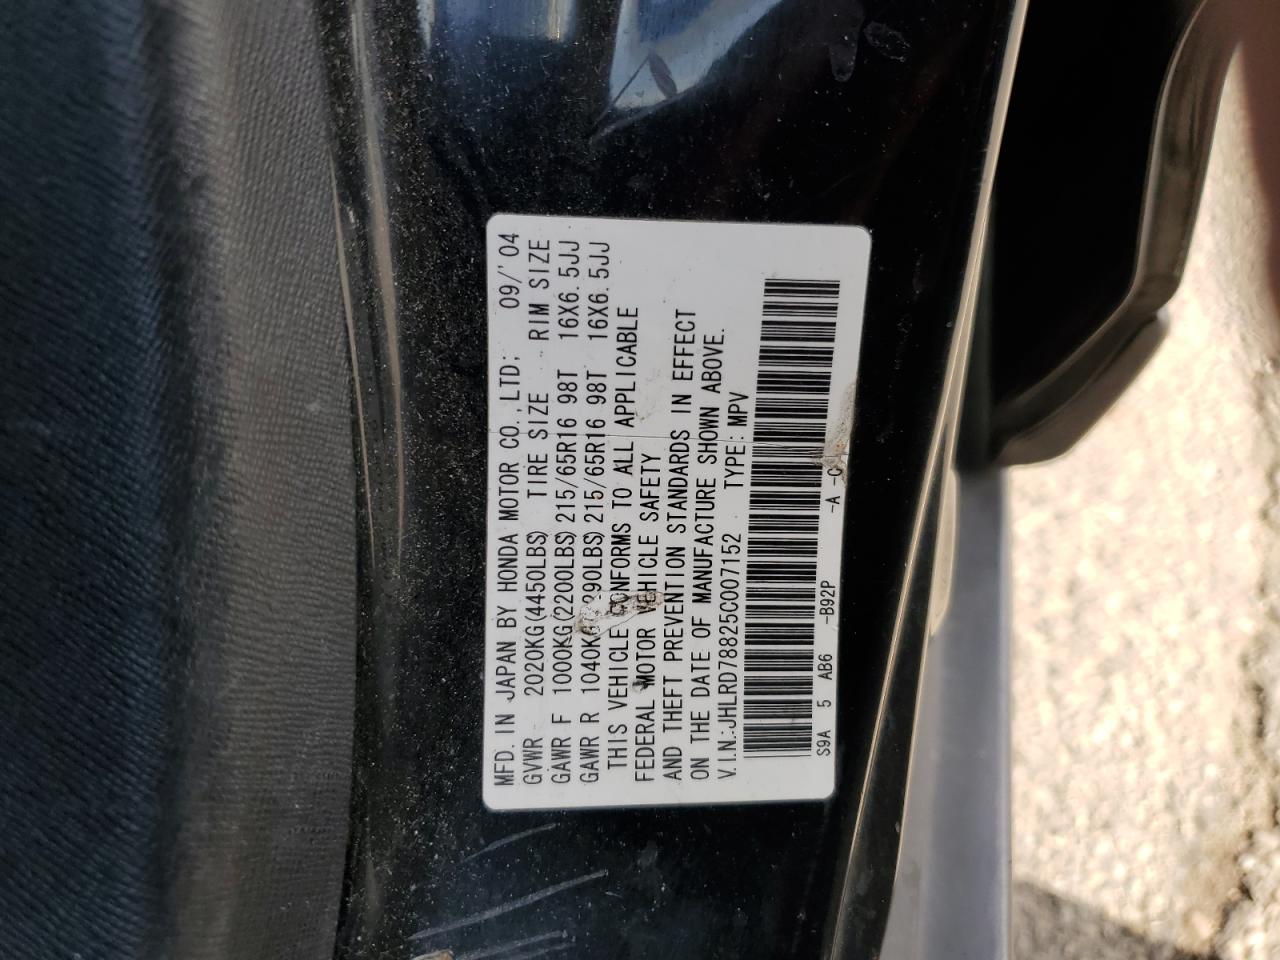 MFD. IN JAPAN BY HONDA MOTOR CO., LTD; 09/'04
GVWR 2020KG(4450LBS) TIRE SIZE RIM SIZE
GAWR F 1000KG(2200LBS) 215/65R16 98T 16X6.5JJ
GAWR R 1040KG 290LBS) 215/65R16 98T 16X6.5JJ
THIS VEHICLE CONFORMS TO ALL APPLICABLE
FEDERAL MOTOR VEHICLE SAFETY
AND THEFT PREVENTION STANDARDS IN EFFECT
ON THE DATE OF MANUFACTURE SHOWN ABOVE.
V.I.N.:JHLRD78825C007152 TYPE:MPV
S9A 5 AB6 -B92P -A